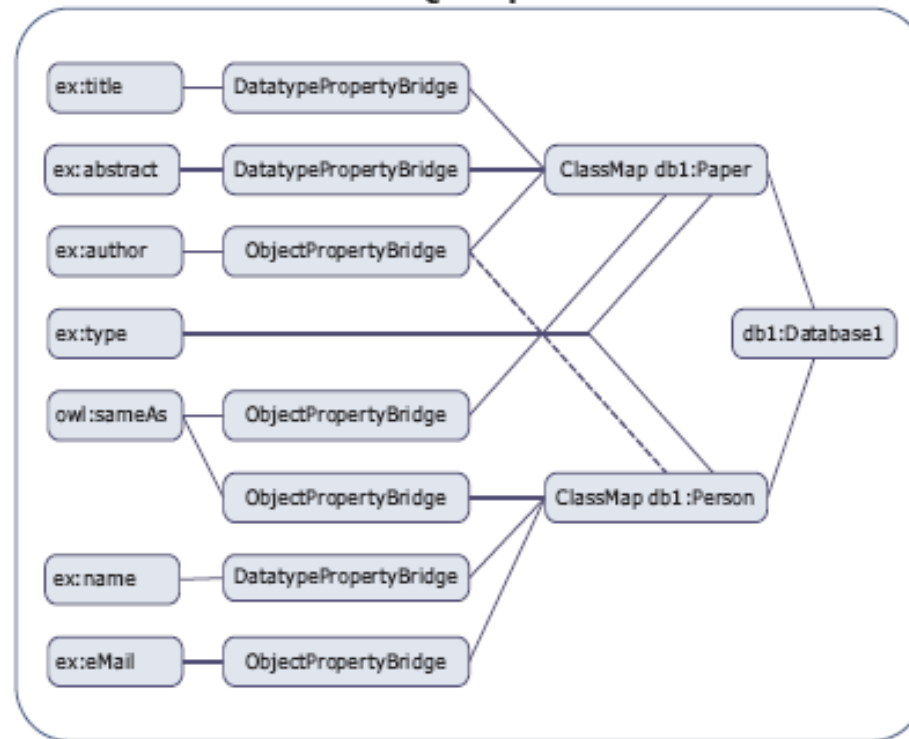 ex:title
DatatypePropertyBridge
ex:abstract
DatatypePropertyBridge
ClassMap db1:Paper
ex:author
ObjectPropertyBridge
ex:type
db1:Database1
owl:sameAs
ObjectPropertyBridge
ObjectPropertyBridge
ClassMap db1:Person
ex:name
DatatypePropertyBridge
ex:eMail
ObjectPropertyBridge